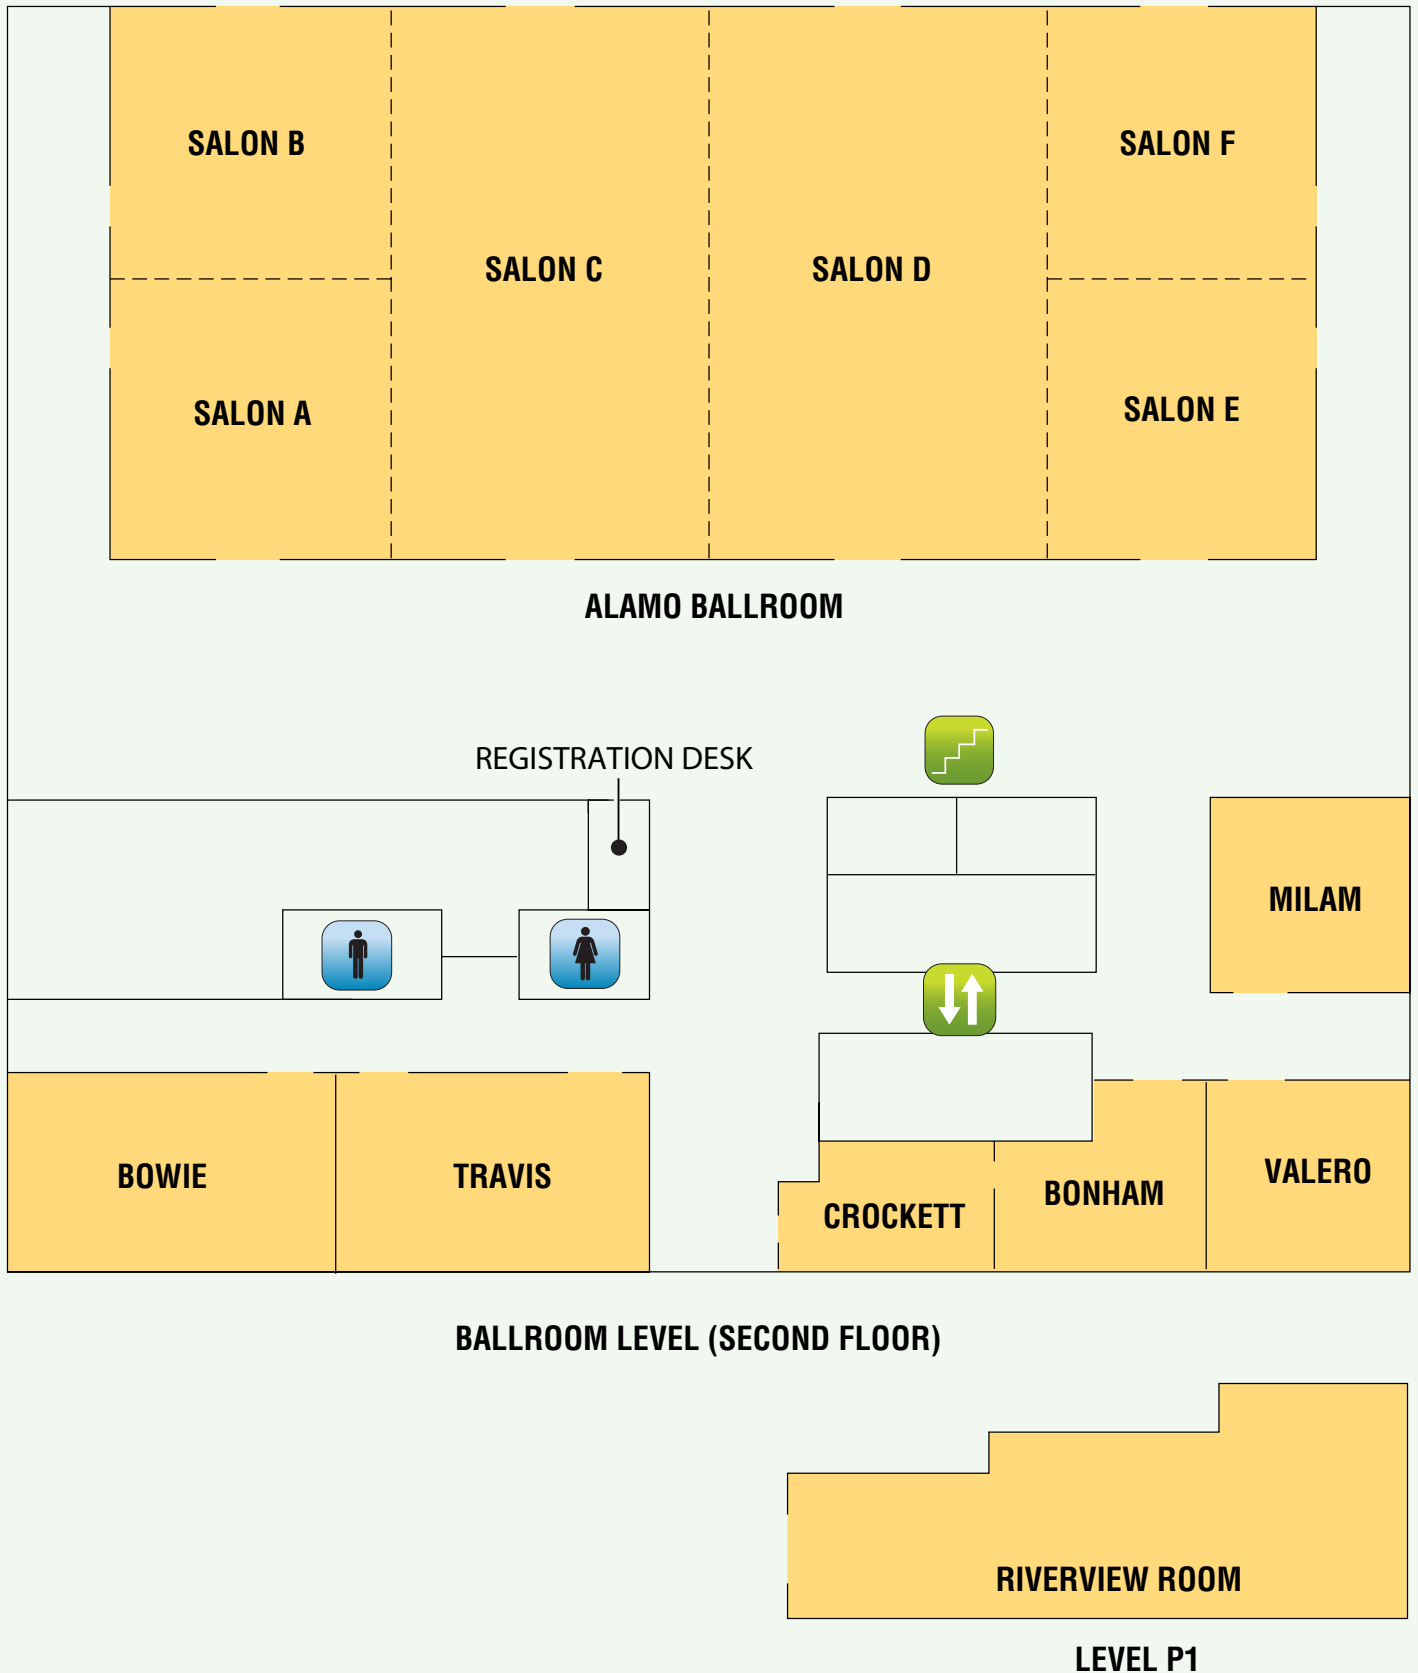 SALON B
SALON F
SALON C
SALON D
SALON A
SALON E
ALAMO BALLROOM
REGISTRATION DESK
MILAM
BOWIE
TRAVIS
CROCKETT
BONHAM
VALERO
BALLROOM LEVEL (SECOND FLOOR)
RIVERVIEW ROOM
LEVEL P1